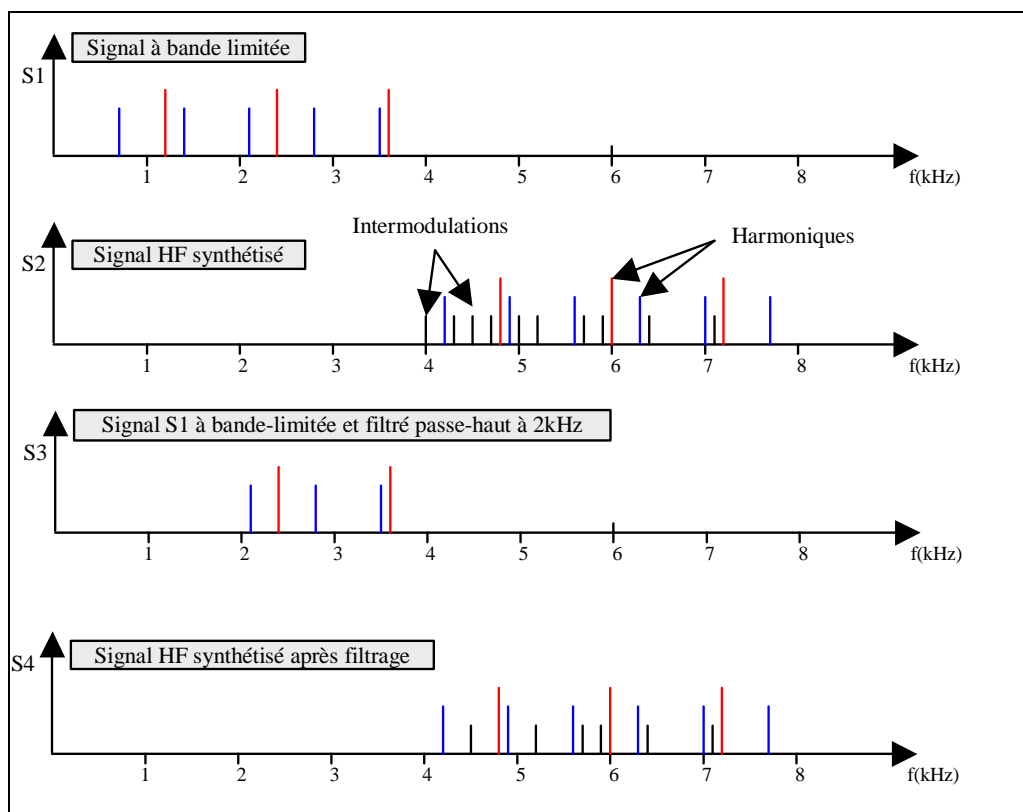 Signal à bande limitée
S1
1 2 3 4 5 6 7 8 f(kHz)
Intermodulations
Harmoniques
Signal HF synthétisé
S2
1 2 3 4 5 6 7 8 f(kHz)
Signal S1 à bande-limitée et filtré passe-haut à 2kHz
S3
1 2 3 4 5 6 7 8 f(kHz)
Signal HF synthétisé après filtrage
S4
1 2 3 4 5 6 7 8 f(kHz)